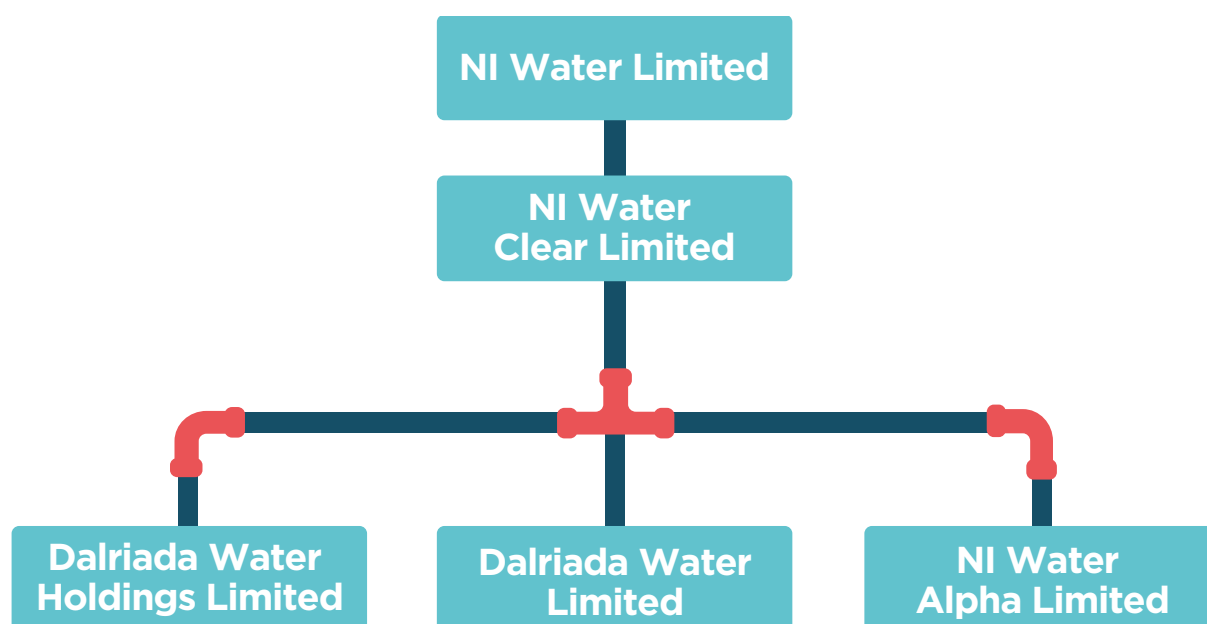 NI Water Limited
NI Water
Clear Limited
Dalriada Water
Holdings Limited
Dalriada Water
Limited
NI Water
Alpha Limited